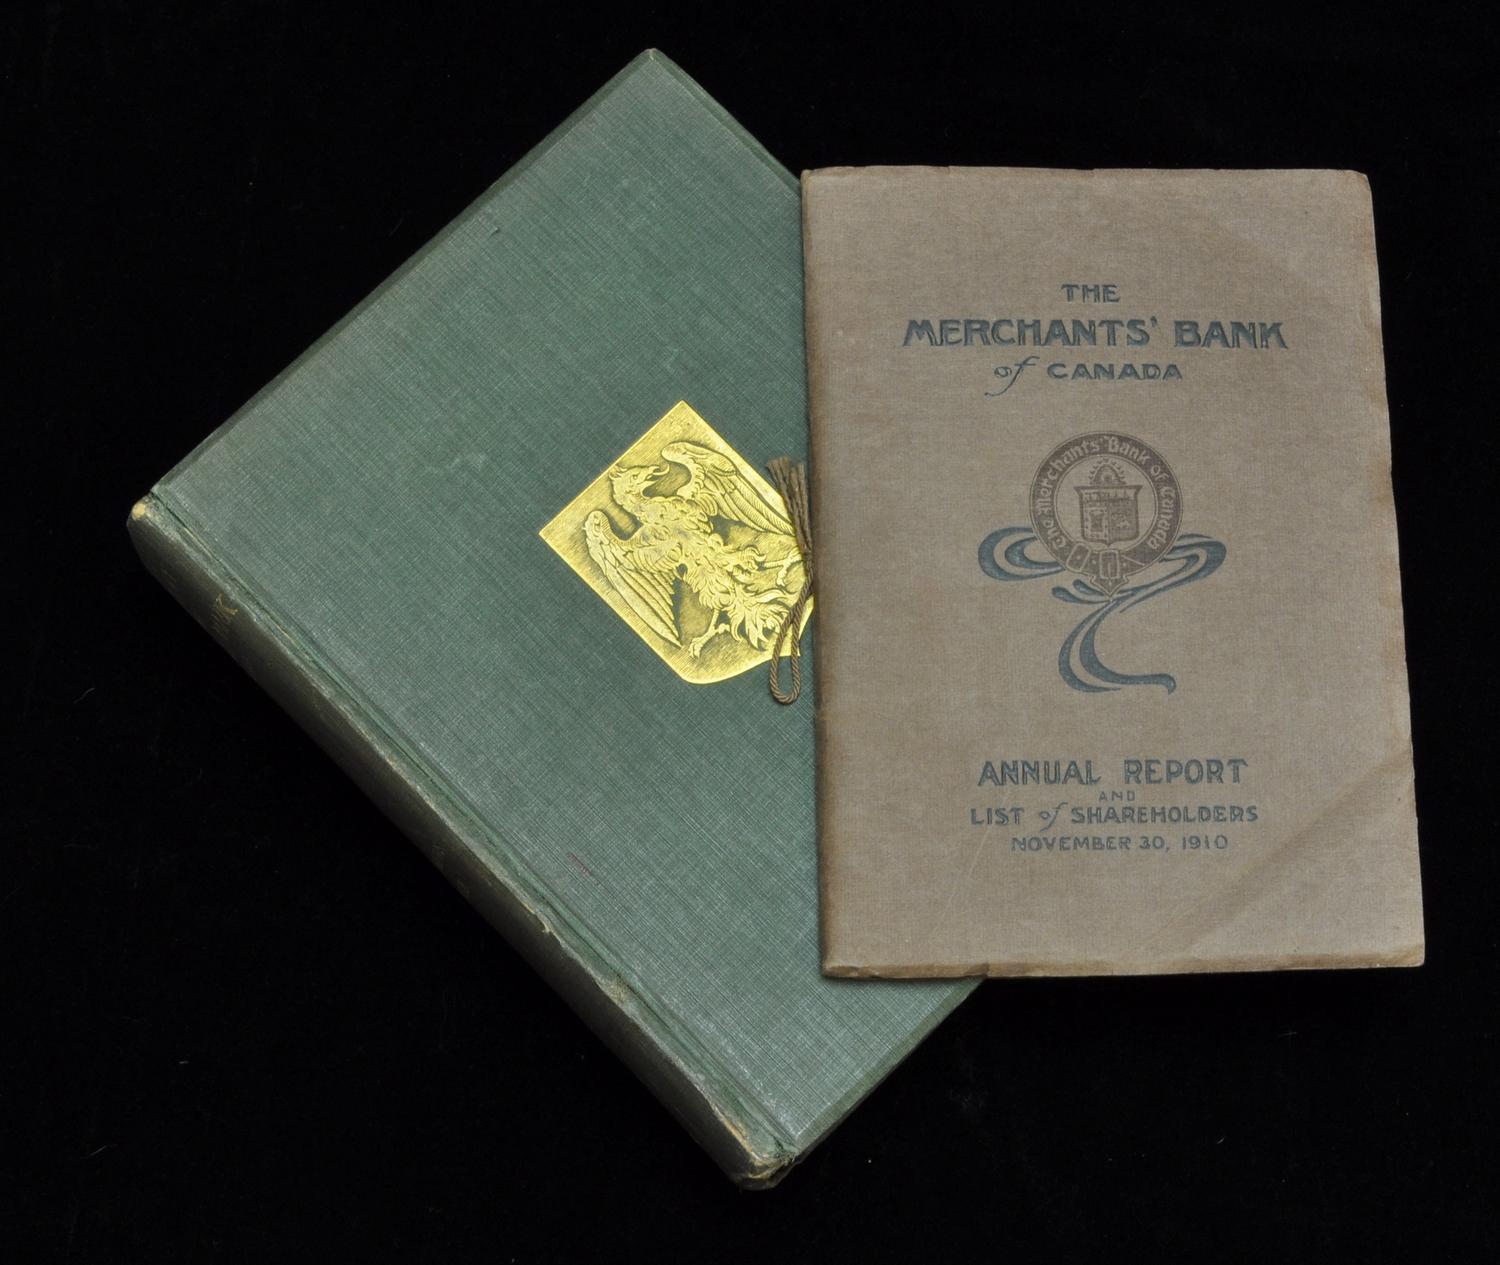 THE
MERCHANTS' BANK
of CANADA
The Merchants' Bank of Canada
ANNUAL REPORT
AND
LIST of SHAREHOLDERS
NOVEMBER 30, 1910